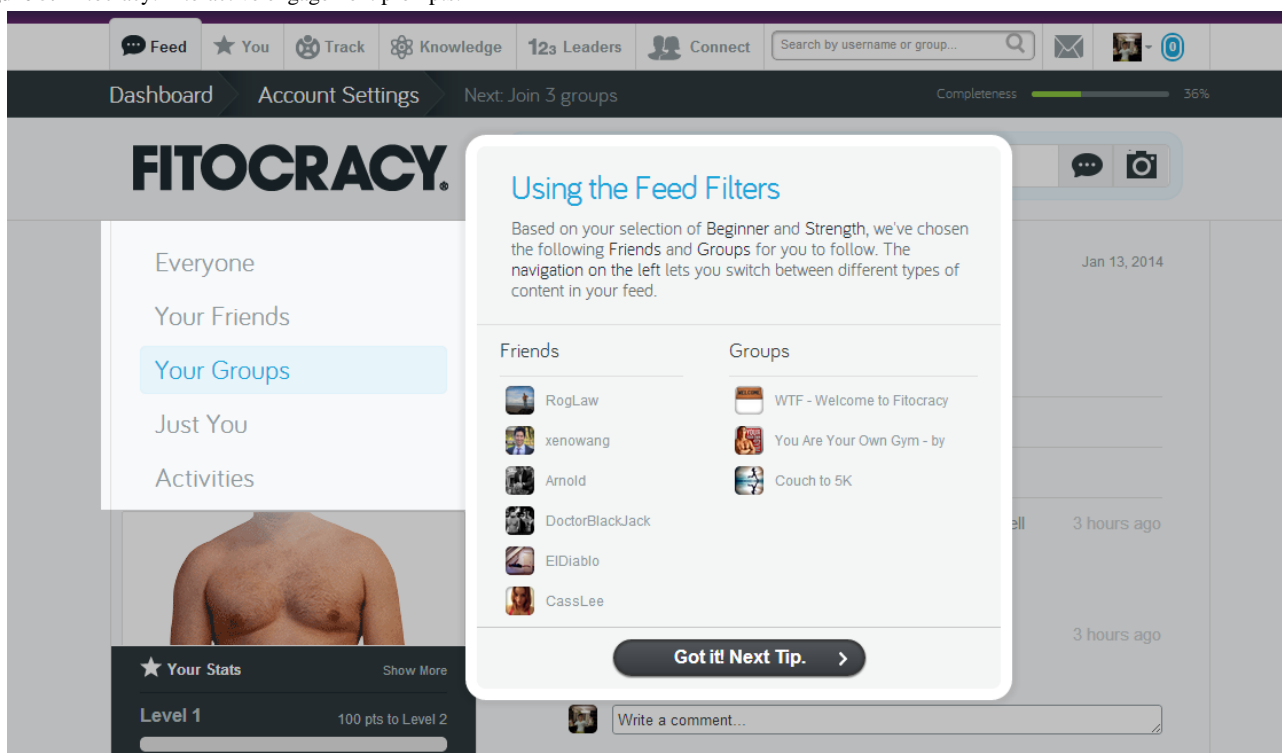 Feed You Track Knowledge 123 Leaders Connect Search by username or group... 0
Dashboard Account Settings Next: Join 3 groups Completeness 36%
FITOCRACY.
Everyone
Your Friends
Your Groups
Just You
Activities
Using the Feed Filters
Based on your selection of Beginner and Strength, we've chosen
the following Friends and Groups for you to follow. The
navigation on the left lets you switch between different types of
content in your feed.
Friends
RogLaw
xenowang
Arnold
DoctorBlackJack
ElDiablo
CassLee
Groups
WTF - Welcome to Fitocracy
You Are Your Own Gym - by
Couch to 5K
Got it! Next Tip.
Jan 13, 2014
ell 3 hours ago
3 hours ago
Your Stats Show More
Level 1 100 pts to Level 2
Write a comment...